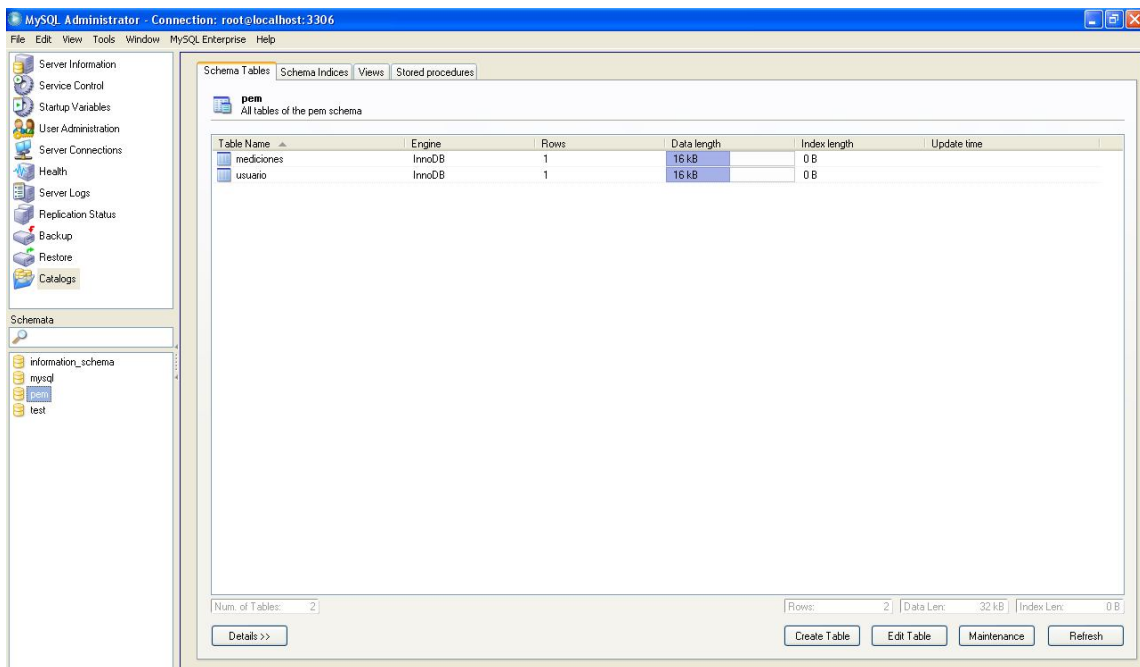 MySQL Administrator - Connection: root@localhost:3306
File Edit View Tools Window MySQL Enterprise Help
Server Information
Service Control
Startup Variables
User Administration
Server Connections
Health
Server Logs
Replication Status
Backup
Restore
Catalogs
Schemata
information_schema
mysql
pem
test
Schema Tables Schema Indices Views Stored procedures
pem
All tables of the pem schema
Table Name Engine Rows Data length Index length Update time
mediciones InnoDB 1 16 kB 0 B
usuario InnoDB 1 16 kB 0 B
Num. of Tables: 2 Rows: 2 Data Len: 32 kB Index Len: 0 B
Details >> Create Table Edit Table Maintenance Refresh